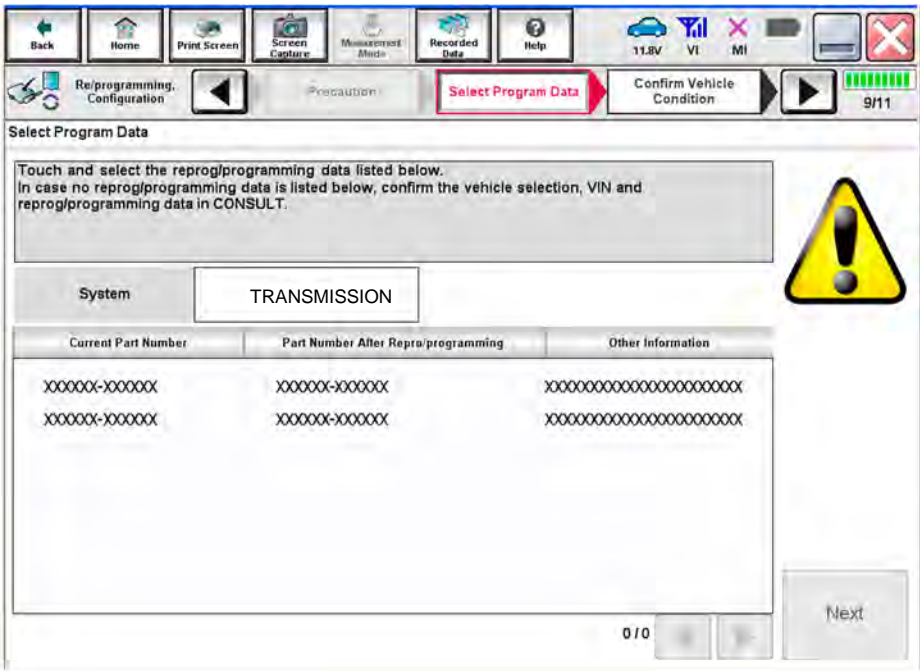 Back
Home
Print Screen
Screen Capture
Measurement Mode
Recorded Data
Help
11.8V
VI
MI
Re/programming, Configuration
Precaution
Select Program Data
Confirm Vehicle Condition
9/11
Select Program Data
Touch and select the reprog/programming data listed below.
In case no reprog/programming data is listed below, confirm the vehicle selection, VIN and
reprog/programming data in CONSULT.
System
TRANSMISSION
Current Part Number
Part Number After Repro/programming
Other Information
XXXXXX-XXXXXX XXXXXX-XXXXXX XXXXXXXXXXXXXXXXXXXXXXX
XXXXXX-XXXXXX XXXXXX-XXXXXX XXXXXXXXXXXXXXXXXXXXXXX
0/0
Next